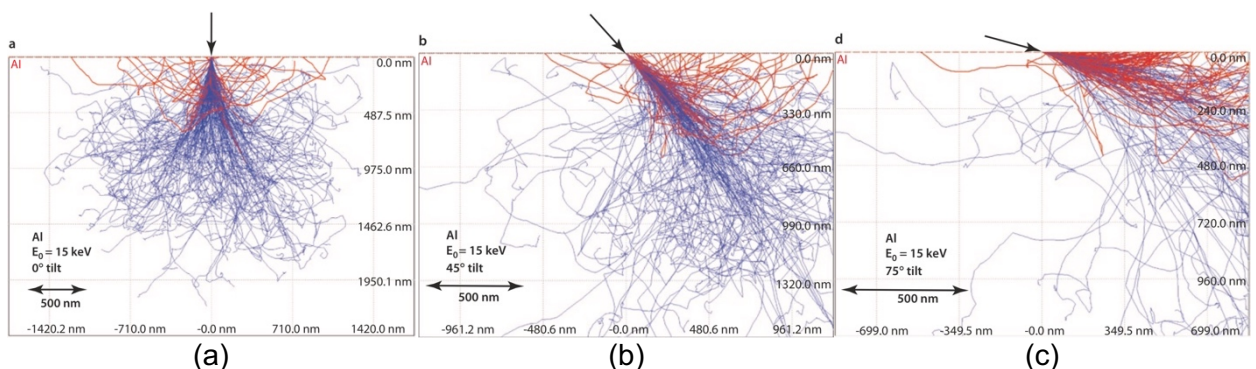 a
Al
0.0 nm
487.5 nm
975.0 nm
1462.6 nm
1950.1 nm
Al
E₀ = 15 keV
0° tilt
500 nm
-1420.2 nm -710.0 nm -0.0 nm 710.0 nm 1420.0 nm
(a)
b
Al
0.0 nm
330.0 nm
660.0 nm
990.0 nm
1320.0 nm
Al
E₀ = 15 keV
45° tilt
500 nm
-961.2 nm -480.6 nm -0.0 nm 480.6 nm 961.2 nm
(b)
d
Al
0.0 nm
240.0 nm
480.0 nm
720.0 nm
960.0 nm
Al
E₀ = 15 keV
75° tilt
500 nm
-699.0 nm -349.5 nm -0.0 nm 349.5 nm 699.0 nm
(c)